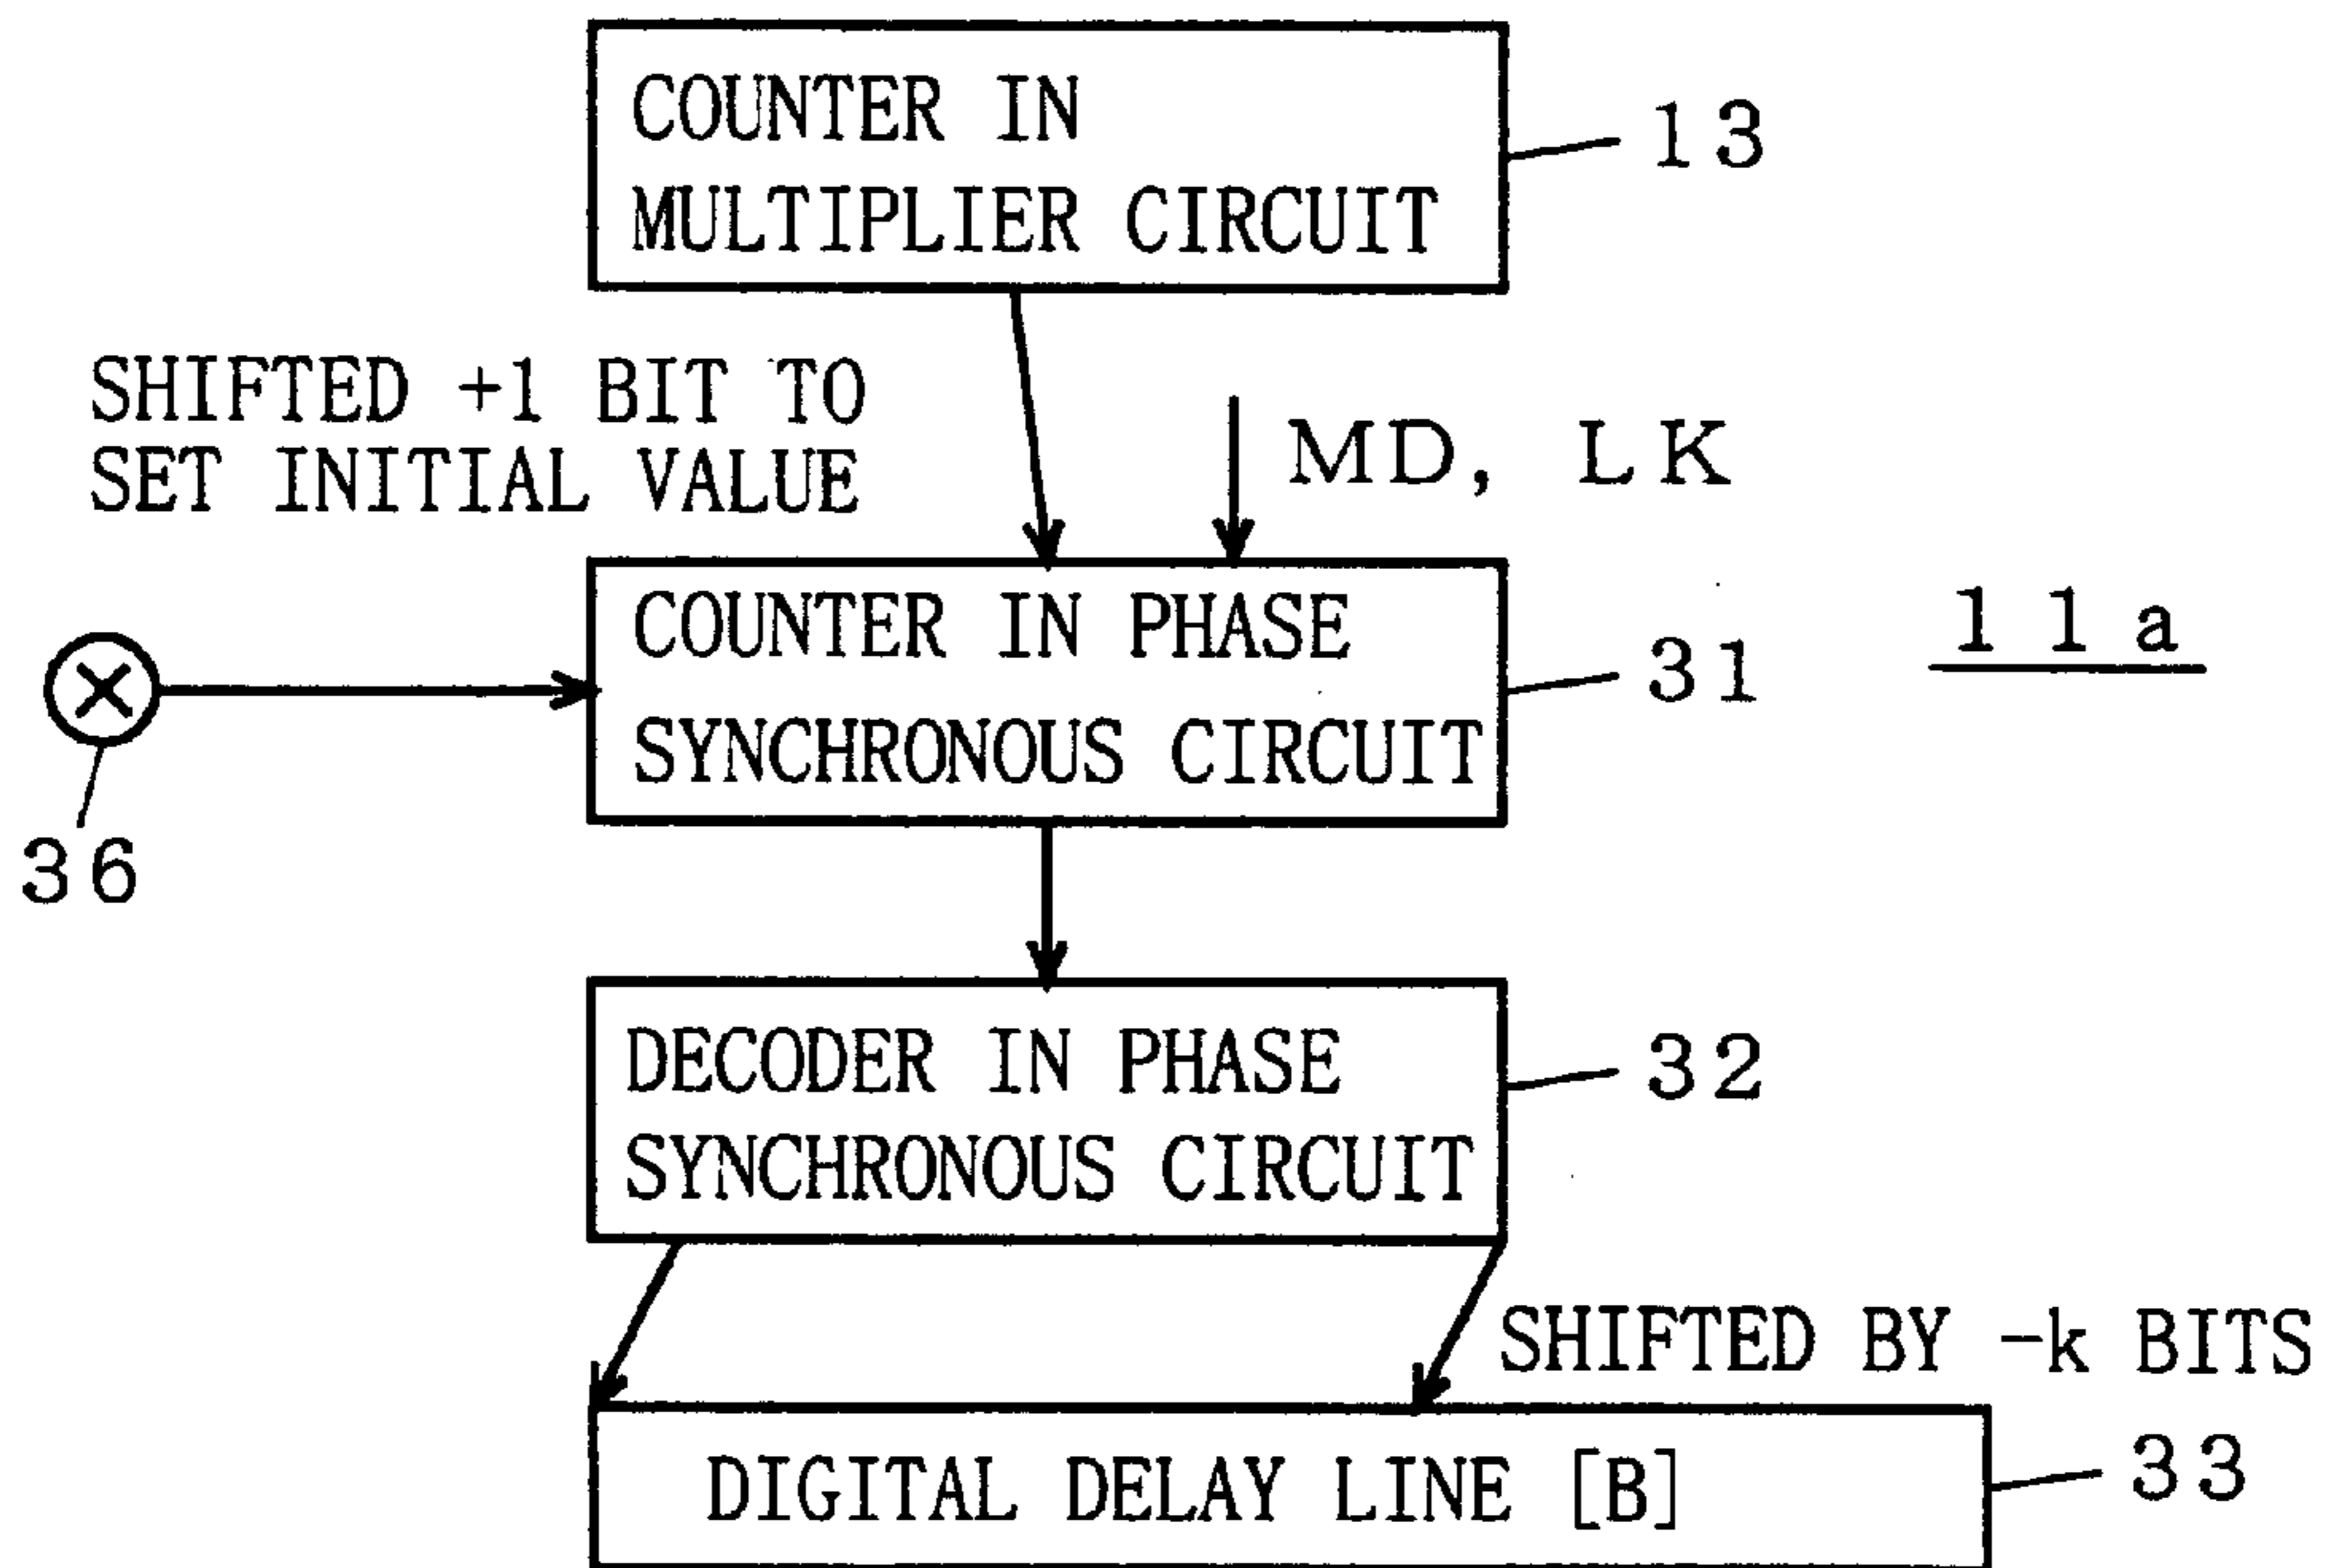 COUNTER IN
MULTIPLIER CIRCUIT
13
SHIFTED +1 BIT TO
SET INITIAL VALUE
MD, LK
COUNTER IN PHASE
SYNCHRONOUS CIRCUIT
31
11a
36
DECODER IN PHASE
SYNCHRONOUS CIRCUIT
32
SHIFTED BY -k BITS
DIGITAL DELAY LINE [B]
33